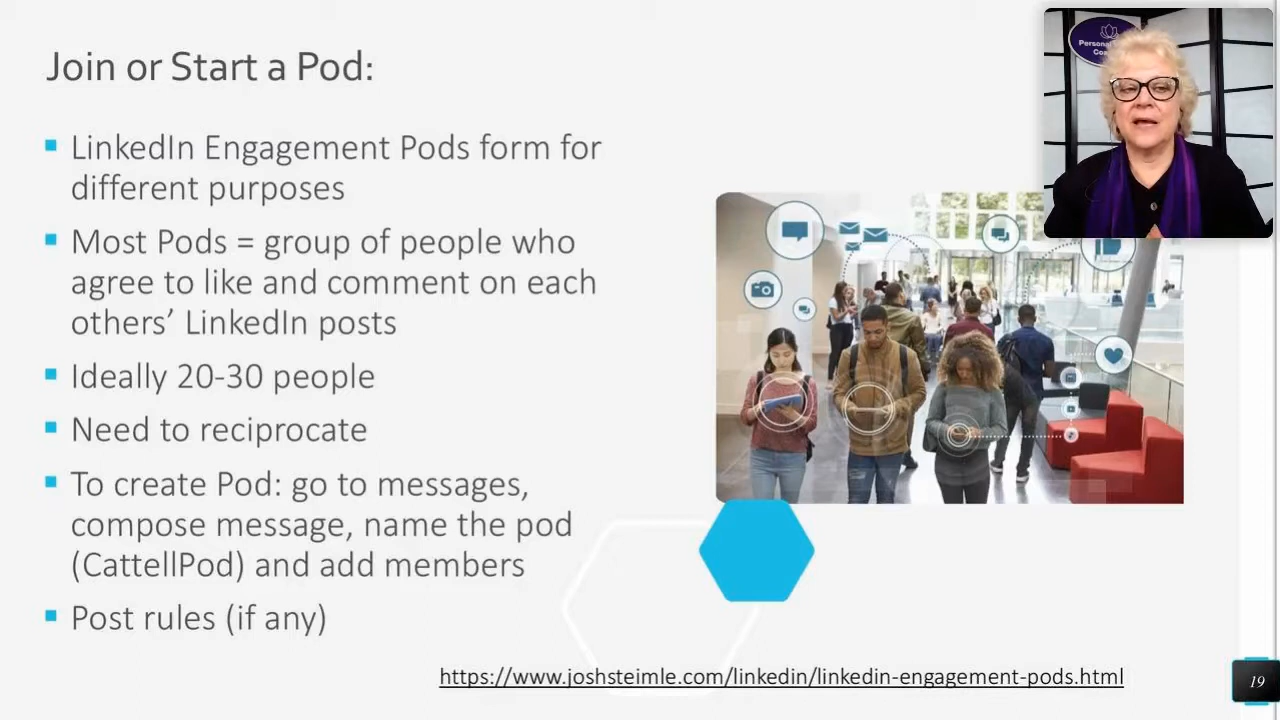 Join or Start a Pod:
LinkedIn Engagement Pods form for
different purposes
Most Pods = group of people who
agree to like and comment on each
others’ LinkedIn posts
Ideally 20-30 people
Need to reciprocate
To create Pod: go to messages,
compose message, name the pod
(CattellPod) and add members
Post rules (if any)
https://www.joshsteimle.com/linkedin/linkedin-engagement-pods.html
19
Personal